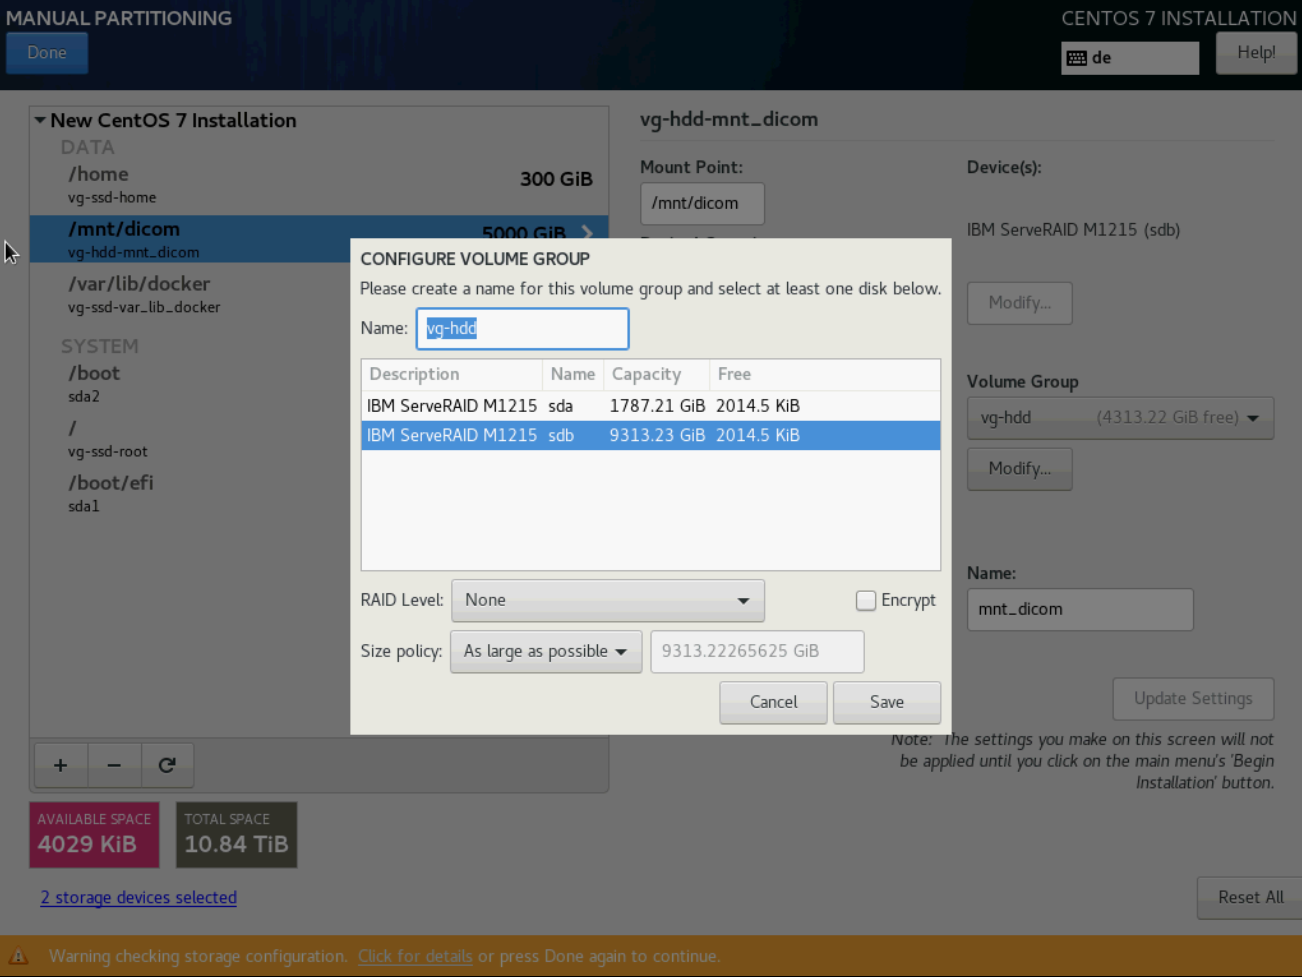 MANUAL PARTITIONING
CENTOS 7 INSTALLATION
Done
de
Help!
New CentOS 7 Installation
DATA
/home
300 GiB
vg-ssd-home
/mnt/dicom
5000 GiB
vg-hdd-mnt_dicom
/var/lib/docker
vg-ssd-var_lib_docker
SYSTEM
/boot
sda2
/
vg-ssd-root
/boot/efi
sda1
+ −
AVAILABLE SPACE
4029 KiB
TOTAL SPACE
10.84 TiB
2 storage devices selected
vg-hdd-mnt_dicom
Mount Point:
/mnt/dicom
Device(s):
IBM ServeRAID M1215 (sdb)
Modify...
Volume Group
vg-hdd (4313.22 GiB free)
Modify...
Name:
mnt_dicom
Update Settings
Note: The settings you make on this screen will not
be applied until you click on the main menu's 'Begin
Installation' button.
Reset All
CONFIGURE VOLUME GROUP
Please create a name for this volume group and select at least one disk below.
Name: vg-hdd
Description Name Capacity Free
IBM ServeRAID M1215 sda 1787.21 GiB 2014.5 KiB
IBM ServeRAID M1215 sdb 9313.23 GiB 2014.5 KiB
RAID Level: None
Encrypt
Size policy: As large as possible 9313.22265625 GiB
Cancel
Save
Warning checking storage configuration. Click for details or press Done again to continue.